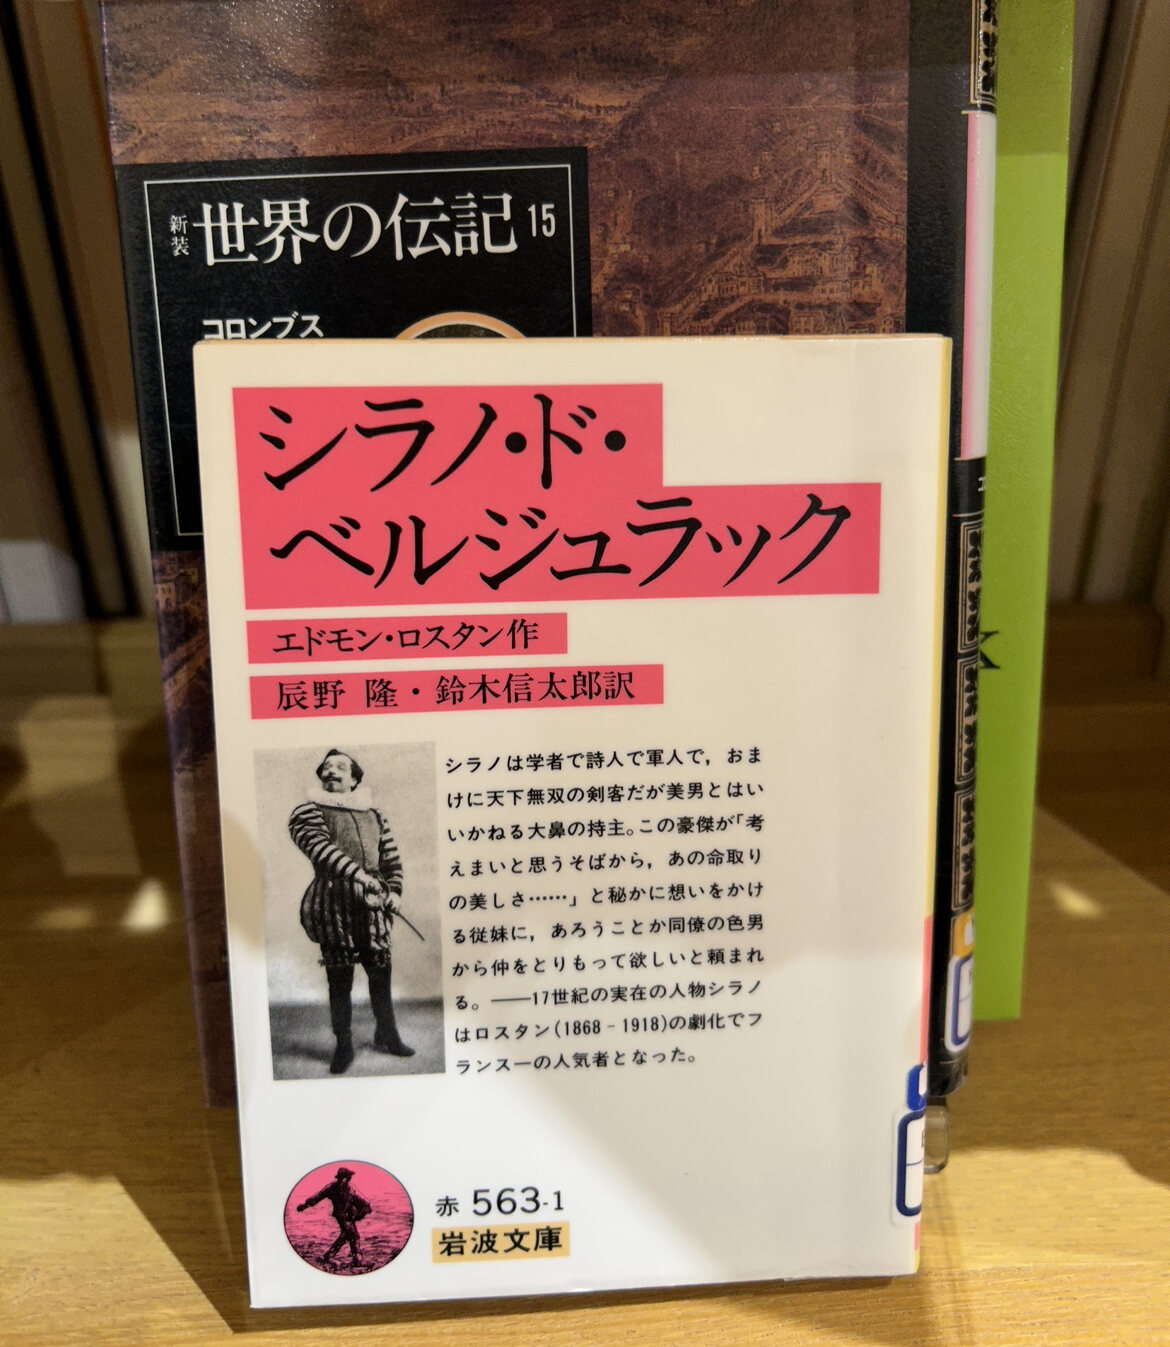 新装 世界の伝記 15
コロンブス
シラノ・ド・
ベルジュラック
エドモン・ロスタン作
辰野 隆・鈴木信太郎訳
シラノは学者で詩人で軍人で，おま
けに天下無双の剣客だが美男とはい
いかねる大鼻の持主。この豪傑が「考
えまいと思うそばから，あの命取り
の美しさ……」と秘かに想いをかけ
る従妹に，あろうことか同僚の色男
から仲をとりもって欲しいと頼まれ
る。――17世紀の実在の人物シラノ
はロスタン(1868‐1918)の劇化でフ
ランス一の人気者となった。
赤 563-1
岩波文庫